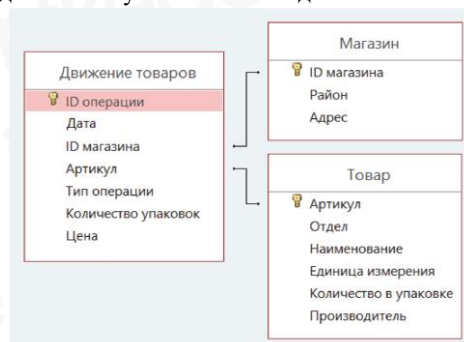 Движение товаров
ID операции
Дата
ID магазина
Артикул
Тип операции
Количество упаковок
Цена
Магазин
ID магазина
Район
Адрес
Товар
Артикул
Отдел
Наименование
Единица измерения
Количество в упаковке
Производитель